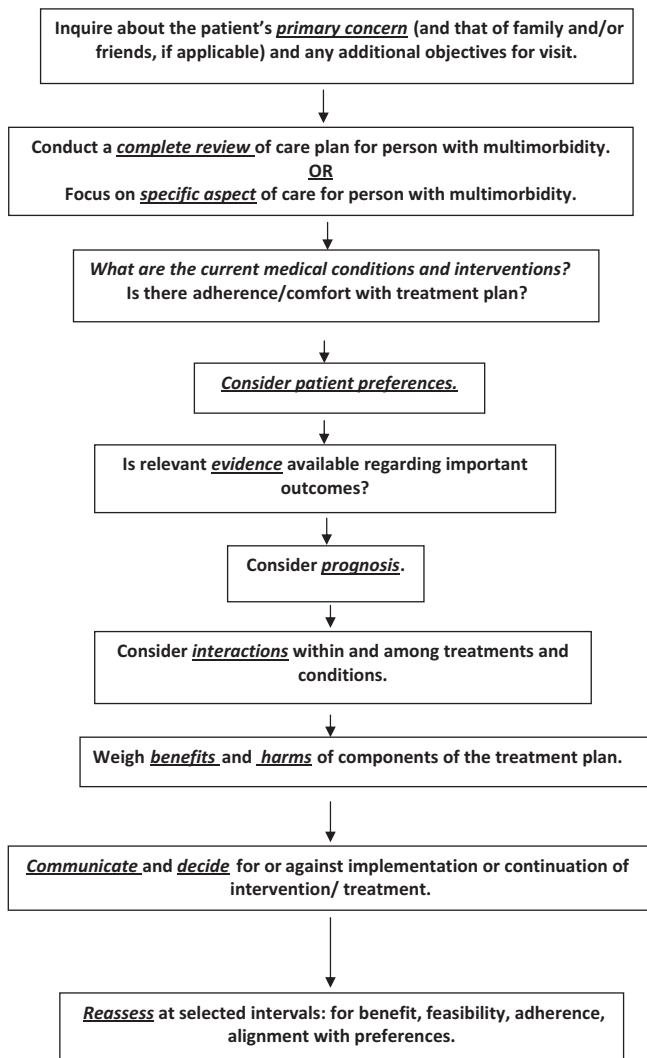 Inquire about the patient’s primary concern (and that of family and/or
friends, if applicable) and any additional objectives for visit.
Conduct a complete review of care plan for person with multimorbidity.
OR
Focus on specific aspect of care for person with multimorbidity.
What are the current medical conditions and interventions?
Is there adherence/comfort with treatment plan?
Consider patient preferences.
Is relevant evidence available regarding important
outcomes?
Consider prognosis.
Consider interactions within and among treatments and
conditions.
Weigh benefits and harms of components of the treatment plan.
Communicate and decide for or against implementation or continuation of
intervention/ treatment.
Reassess at selected intervals: for benefit, feasibility, adherence,
alignment with preferences.